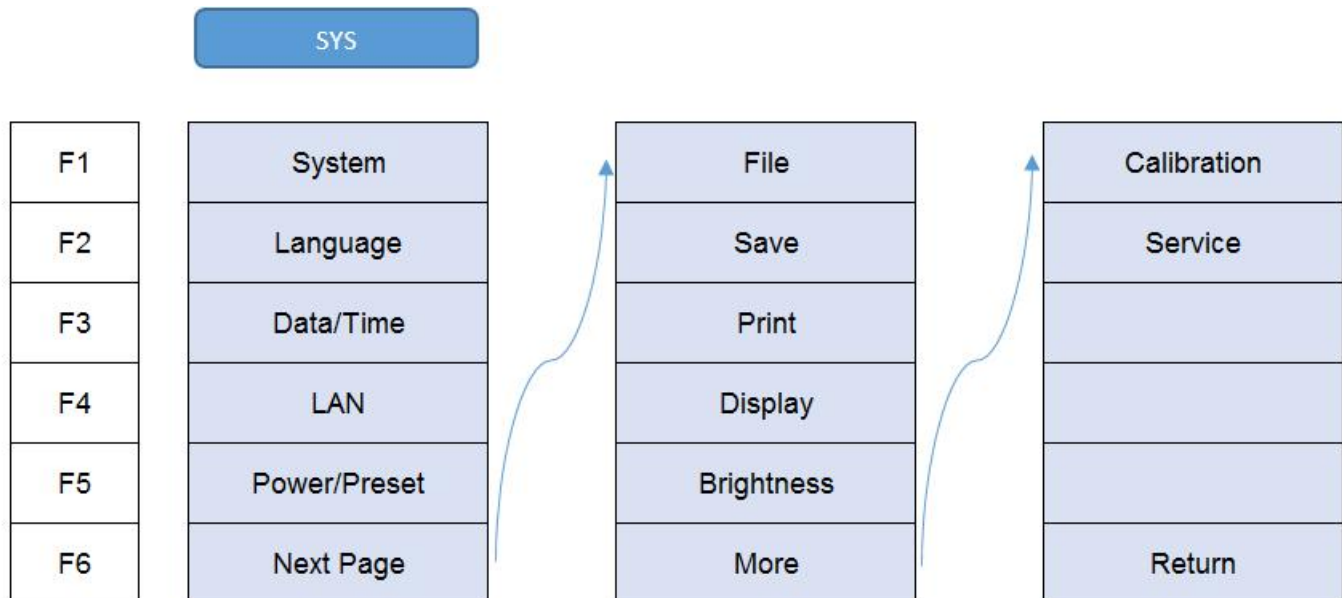 SYS
F1 System File Calibration
F2 Language Save Service
F3 Data/Time Print
F4 LAN Display
F5 Power/Preset Brightness
F6 Next Page More Return